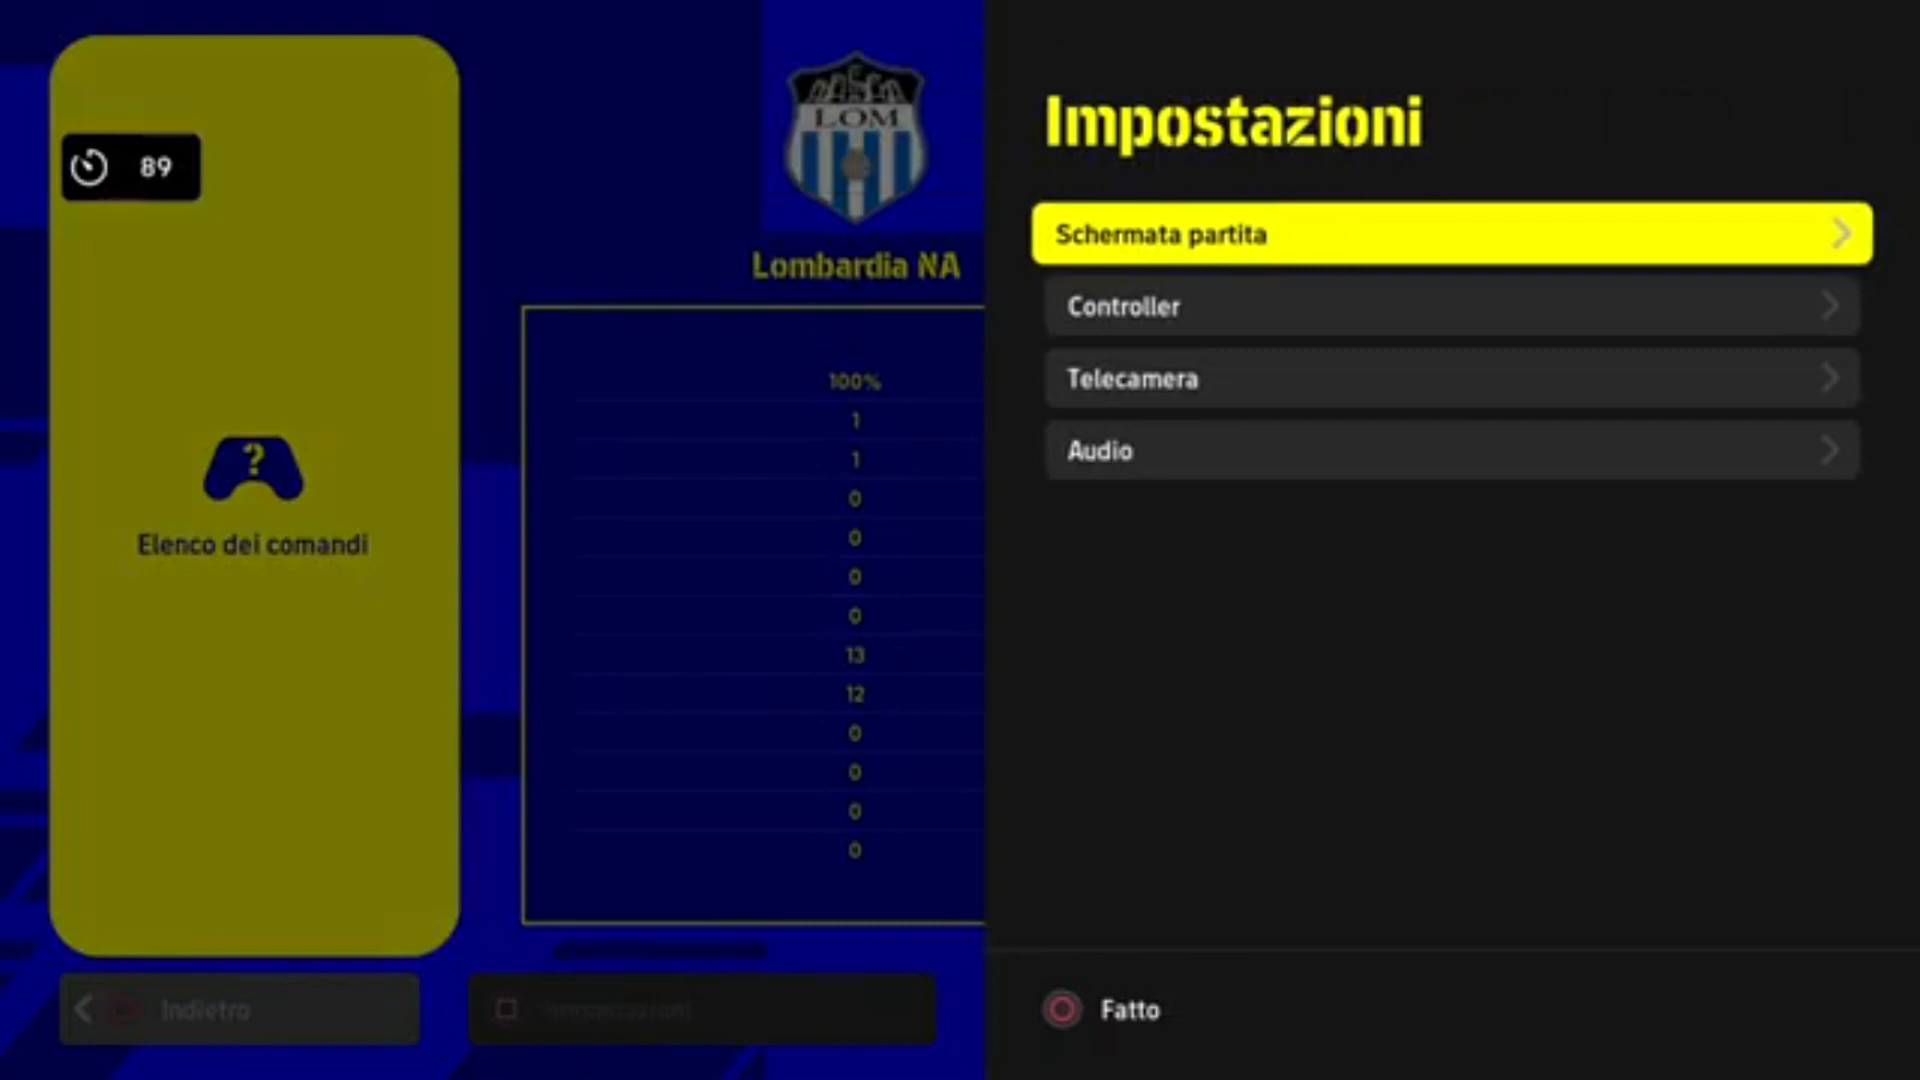 89
Elenco dei comandi
LOM
Lombardia NA
100%
1
1
0
0
0
0
13
12
0
0
0
0
Indietro
Impostazioni
Impostazioni
Schermata partita
Controller
Telecamera
Audio
Fatto